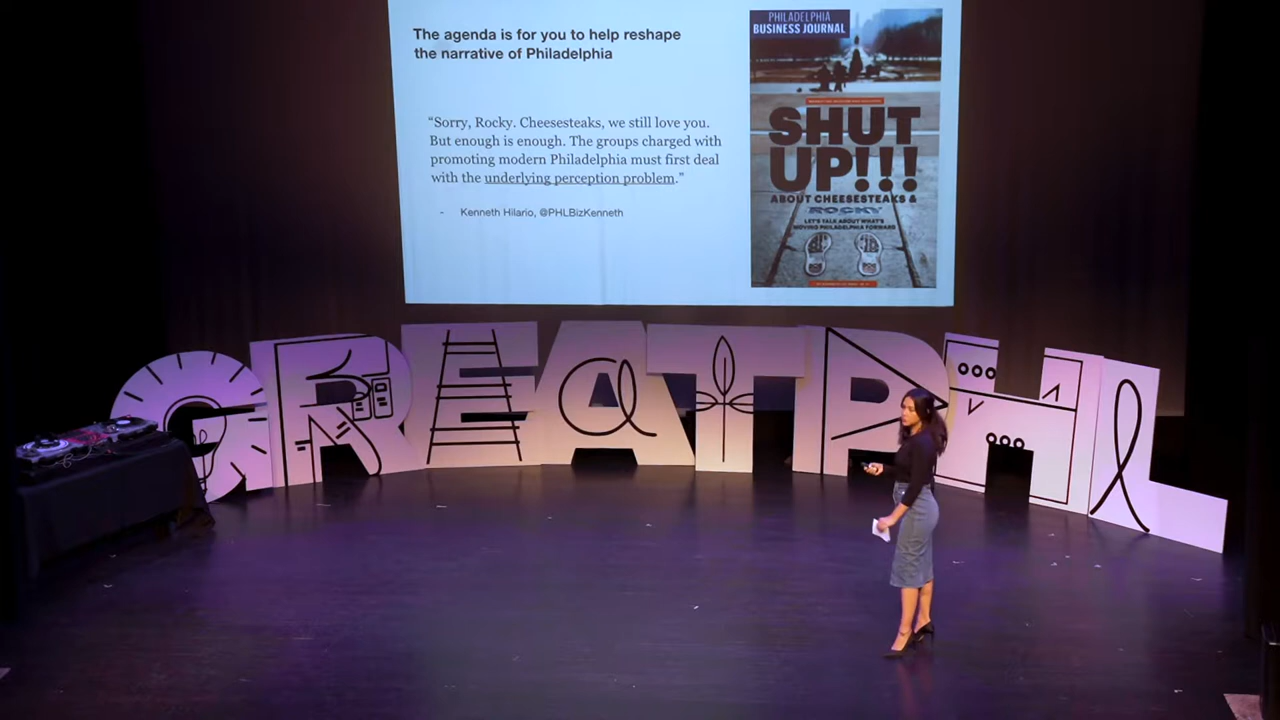 The agenda is for you to help reshape
the narrative of Philadelphia
“Sorry, Rocky. Cheesesteaks, we still love you.
But enough is enough. The groups charged with
promoting modern Philadelphia must first deal
with the underlying perception problem.”
- Kenneth Hilario, @PHLBizKenneth
PHILADELPHIA
BUSINESS JOURNAL
SHUT
UP!!!
ABOUT CHEESESTEAKS &
ROCKY
LET'S TALK ABOUT WHAT'S
MOVING PHILADELPHIA FORWARD
GREATPHL